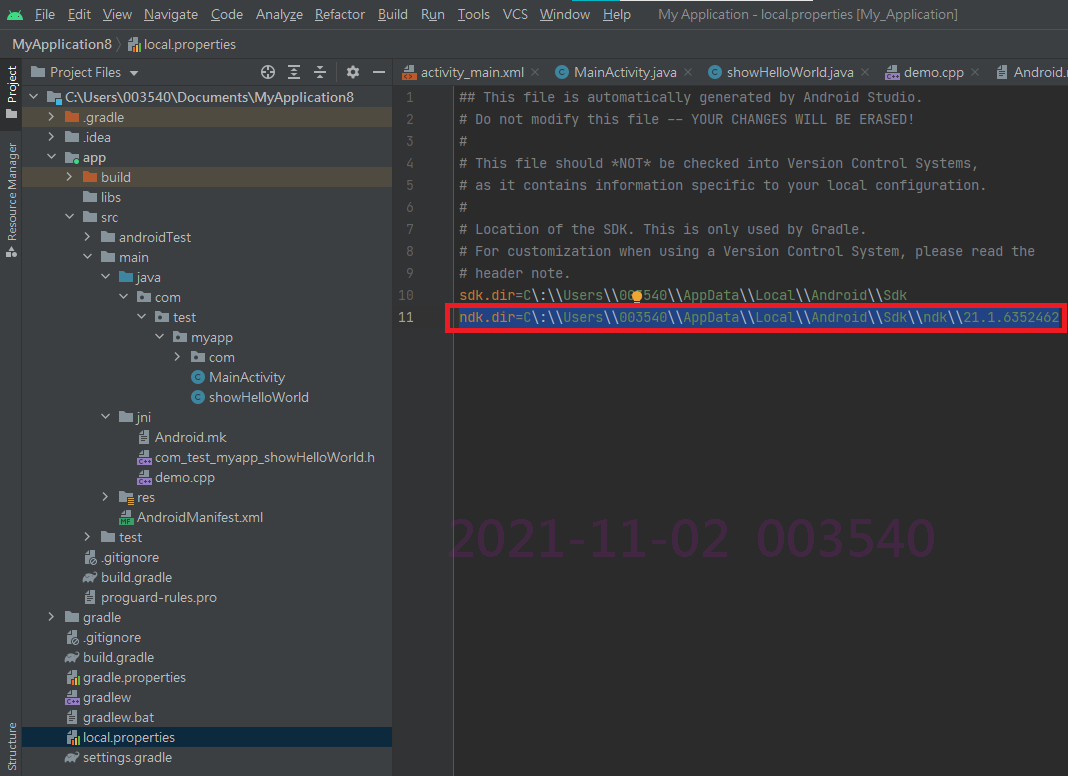 File Edit View Navigate Code Analyze Refactor Build Run Tools VCS Window Help My Application - local.properties [My_Application]
MyApplication8 local.properties
Project
Resource Manager
Structure
Project Files
C:\Users\003540\Documents\MyApplication8
.gradle
.idea
app
build
libs
src
androidTest
main
java
com
test
myapp
com
MainActivity
showHelloWorld
jni
Android.mk
com_test_myapp_showHelloWorld.h
demo.cpp
res
AndroidManifest.xml
test
.gitignore
build.gradle
proguard-rules.pro
gradle
.gitignore
build.gradle
gradle.properties
gradlew
gradlew.bat
local.properties
settings.gradle
activity_main.xml MainActivity.java showHelloWorld.java demo.cpp
1 ## This file is automatically generated by Android Studio.
2 # Do not modify this file -- YOUR CHANGES WILL BE ERASED!
3 #
4 # This file should *NOT* be checked into Version Control Systems,
5 # as it contains information specific to your local configuration.
6 #
7 # Location of the SDK. This is only used by Gradle.
8 # For customization when using a Version Control System, please read the
9 # header note.
10 sdk.dir=C\:\\Users\\003540\\AppData\\Local\\Android\\Sdk
11 ndk.dir=C\:\\Users\\003540\\AppData\\Local\\Android\\Sdk\\ndk\\21.1.6352462
2021-11-02 003540